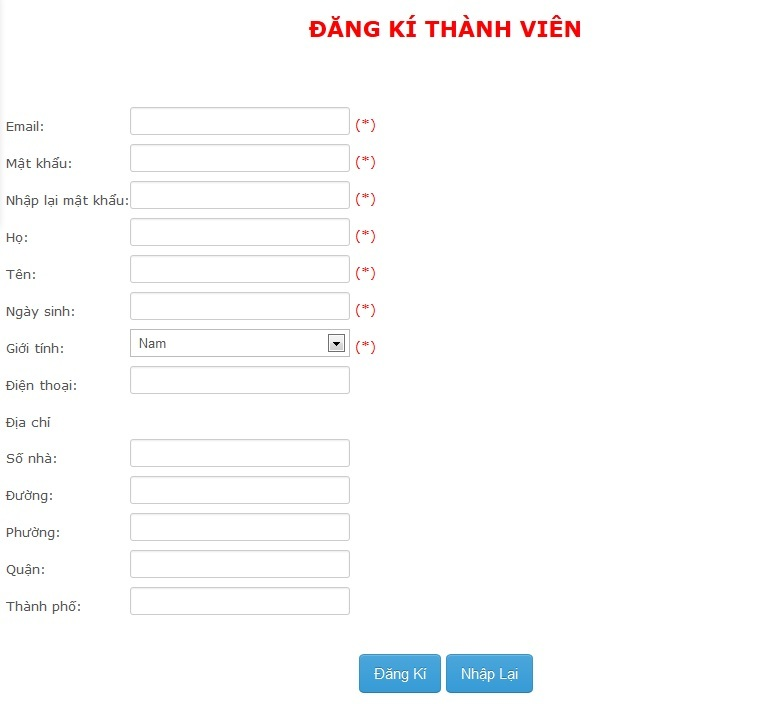 ĐĂNG KÍ THÀNH VIÊN
Email: (*)
Mật khẩu: (*)
Nhập lại mật khẩu: (*)
Họ: (*)
Tên: (*)
Ngày sinh: (*)
Giới tính: Nam (*)
Điện thoại:
Địa chỉ
Số nhà:
Đường:
Phường:
Quận:
Thành phố:
Đăng Kí Nhập Lại